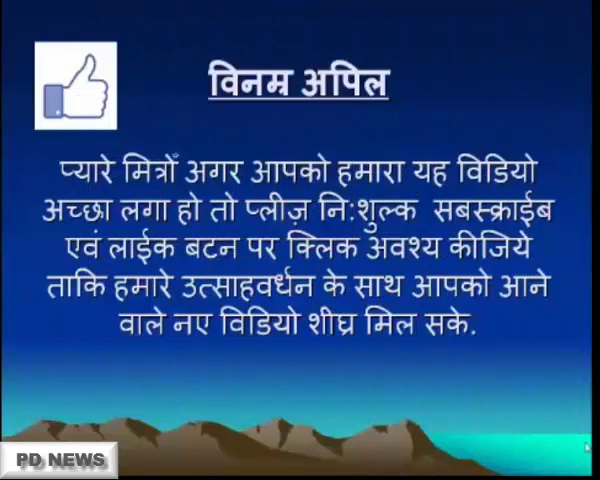 विनम्र अपिल
प्यारे मित्रोँ अगर आपको हमारा यह विडियो
अच्छा लगा हो तो प्लीज़ नि:शुल्क सबस्क्राईब
एवं लाईक बटन पर क्लिक अवश्य कीजिये
ताकि हमारे उत्साहवर्धन के साथ आपको आने
वाले नए विडियो शीघ्र मिल सके.
PD NEWS